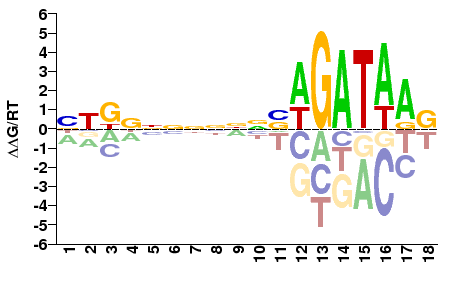 6
5
4
3
2
1
0
-1
-2
-3
-4
-5
-6
ΔΔG/RT
C T G G C A G A T A A G
A A A A T T T G T T T T
C C A C G G C
G C T A C
T G
1 2 3 4 5 6 7 8 9 10 11 12 13 14 15 16 17 18